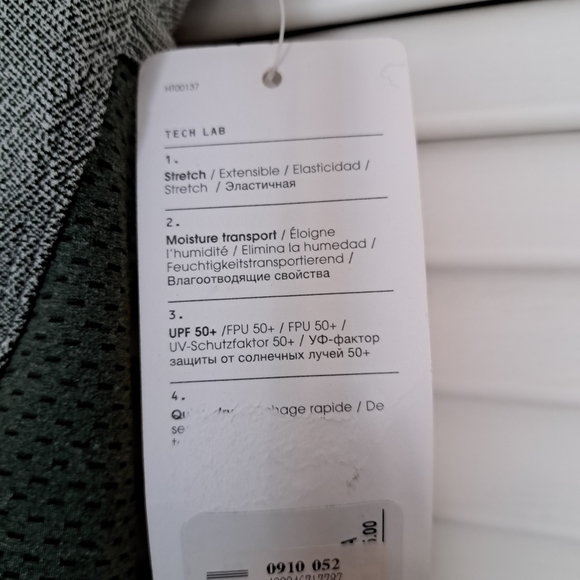 HT00137
TECH LAB
1.
Stretch / Extensible / Elasticidad /
Stretch / Эластичная
2.
Moisture transport / Éloigne
l'humidité / Elimina la humedad /
Feuchtigkeitstransportierend /
Влагоотводящие свойства
3.
UPF 50+ /FPU 50+ / FPU 50+ /
UV-Schutzfaktor 50+ / УФ-фактор
защиты от солнечных лучей 50+
4.
rapide / De
0910 052